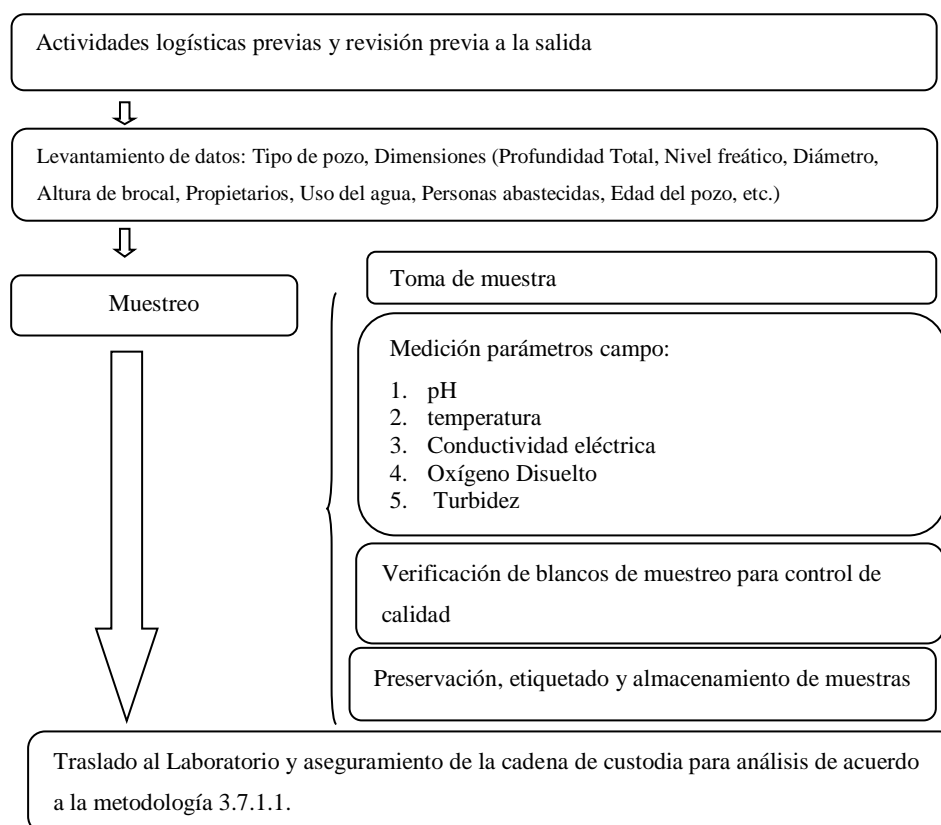 Actividades logísticas previas y revisión previa a la salida
Levantamiento de datos: Tipo de pozo, Dimensiones (Profundidad Total, Nivel freático, Diámetro,
Altura de brocal, Propietarios, Uso del agua, Personas abastecidas, Edad del pozo, etc.)
Muestreo
Toma de muestra
Medición parámetros campo:
1. pH
2. temperatura
3. Conductividad eléctrica
4. Oxígeno Disuelto
5. Turbidez
Verificación de blancos de muestreo para control de
calidad
Preservación, etiquetado y almacenamiento de muestras
Traslado al Laboratorio y aseguramiento de la cadena de custodia para análisis de acuerdo
a la metodología 3.7.1.1.